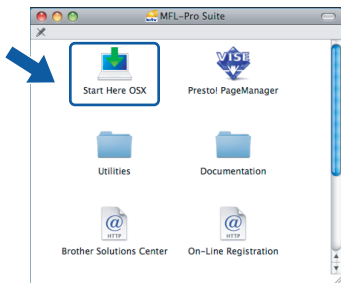 MFL-Pro Suite
VISE
Start Here OSX
Presto! PageManager
Utilities
Documentation
@
HTTP
@
HTTP
Brother Solutions Center
On-Line Registration